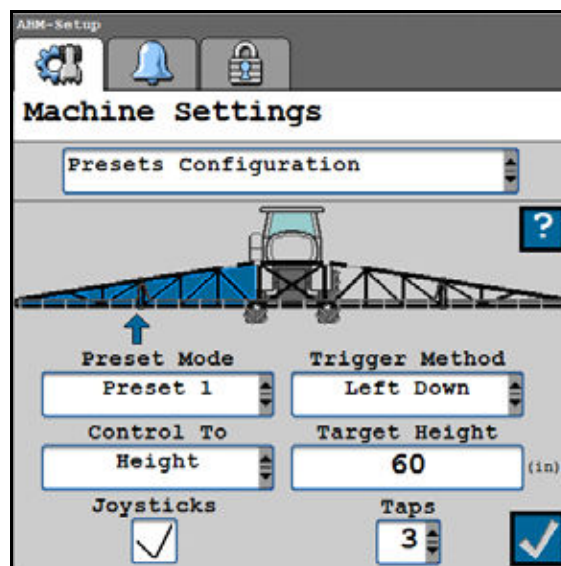 ABM-Setup
Machine Settings
Presets Configuration
?
Preset Mode Trigger Method
Preset 1 Left Down
Control To Target Height
Height 60 (in)
Joysticks Taps
3